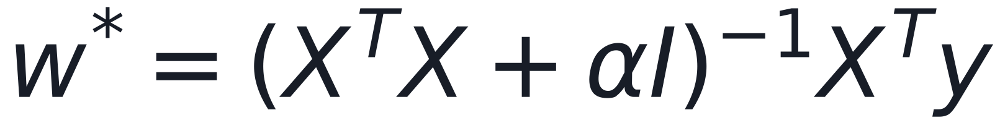 w* = (XᵀX + αI)⁻¹Xᵀy